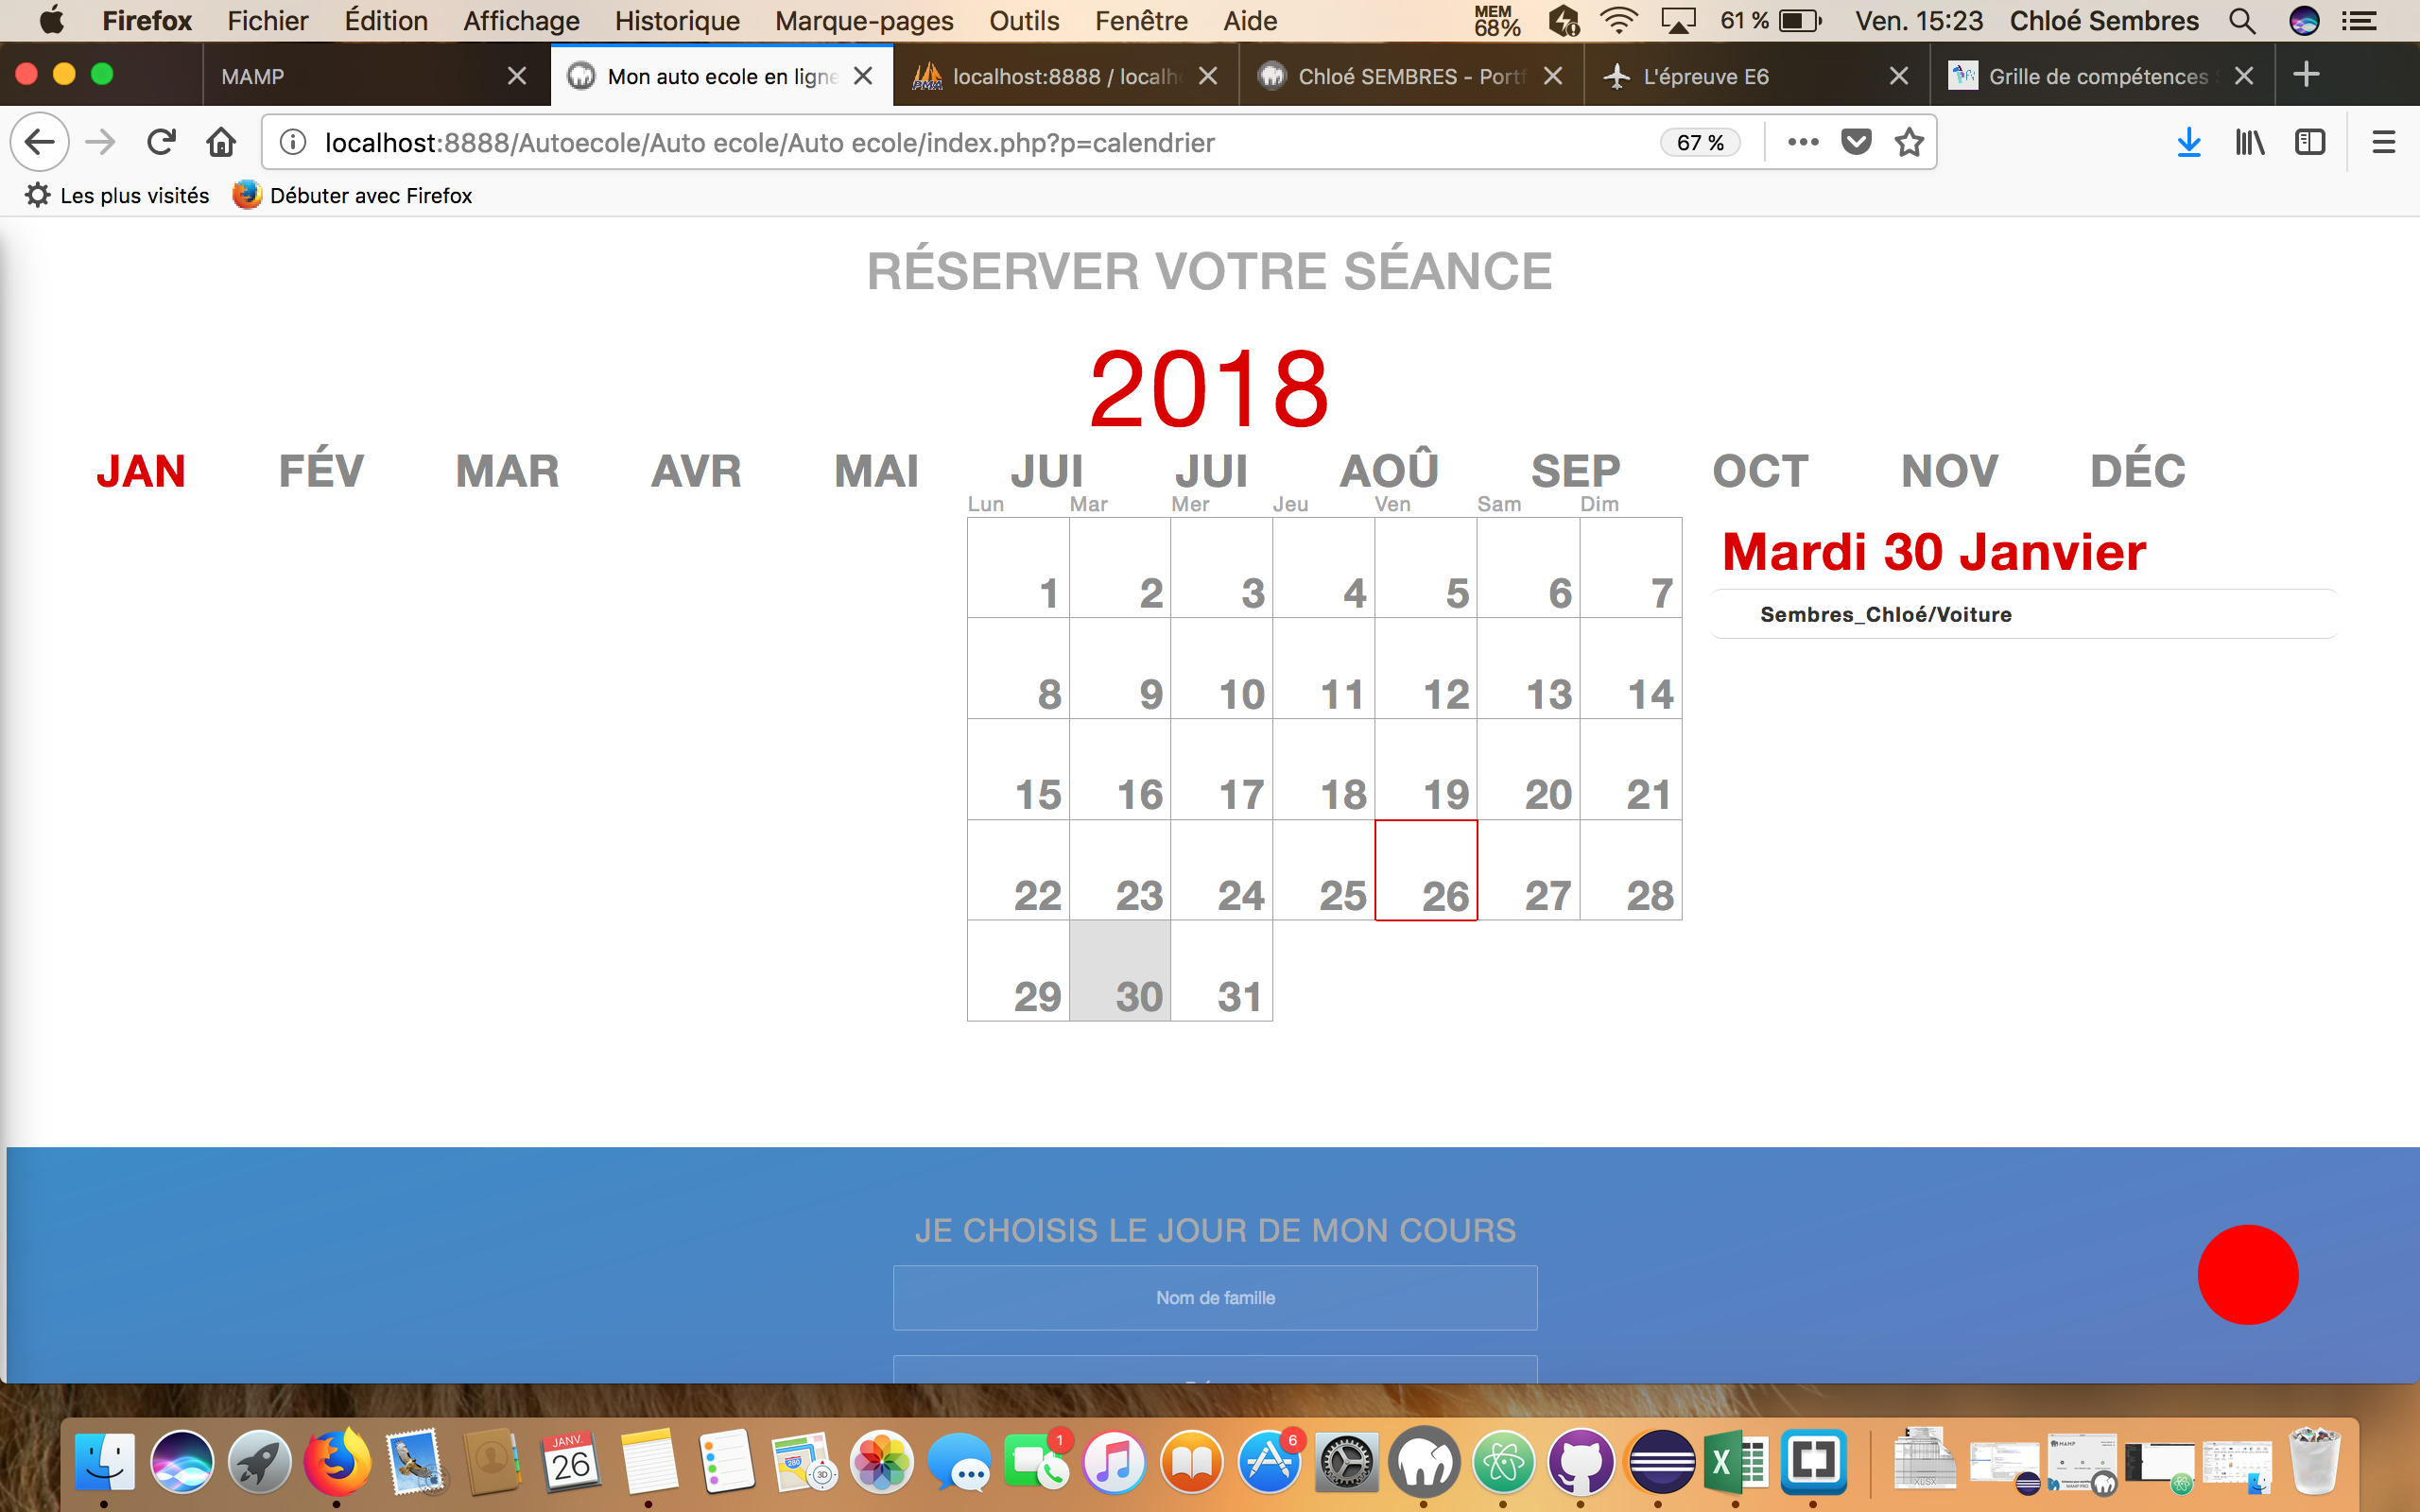 Firefox Fichier Édition Affichage Historique Marque-pages Outils Fenêtre Aide MEM 68% 61 % Ven. 15:23 Chloé Sembres
MAMP Mon auto ecole en ligne localhost:8888 / localh Chloé SEMBRES - Portf L'épreuve E6 Grille de compétences
localhost:8888/Autoecole/Auto ecole/Auto ecole/index.php?p=calendrier 67 %
Les plus visités Débuter avec Firefox
RÉSERVER VOTRE SÉANCE
2018
JAN FÉV MAR AVR MAI JUI JUI AOÛ SEP OCT NOV DÉC
Lun Mar Mer Jeu Ven Sam Dim
1 2 3 4 5 6 7
8 9 10 11 12 13 14
15 16 17 18 19 20 21
22 23 24 25 26 27 28
29 30 31
Mardi 30 Janvier
Sembres_Chloé/Voiture
JE CHOISIS LE JOUR DE MON COURS
Nom de famille
JANV.
26
280
3D
1
6
XLSX
MAMP